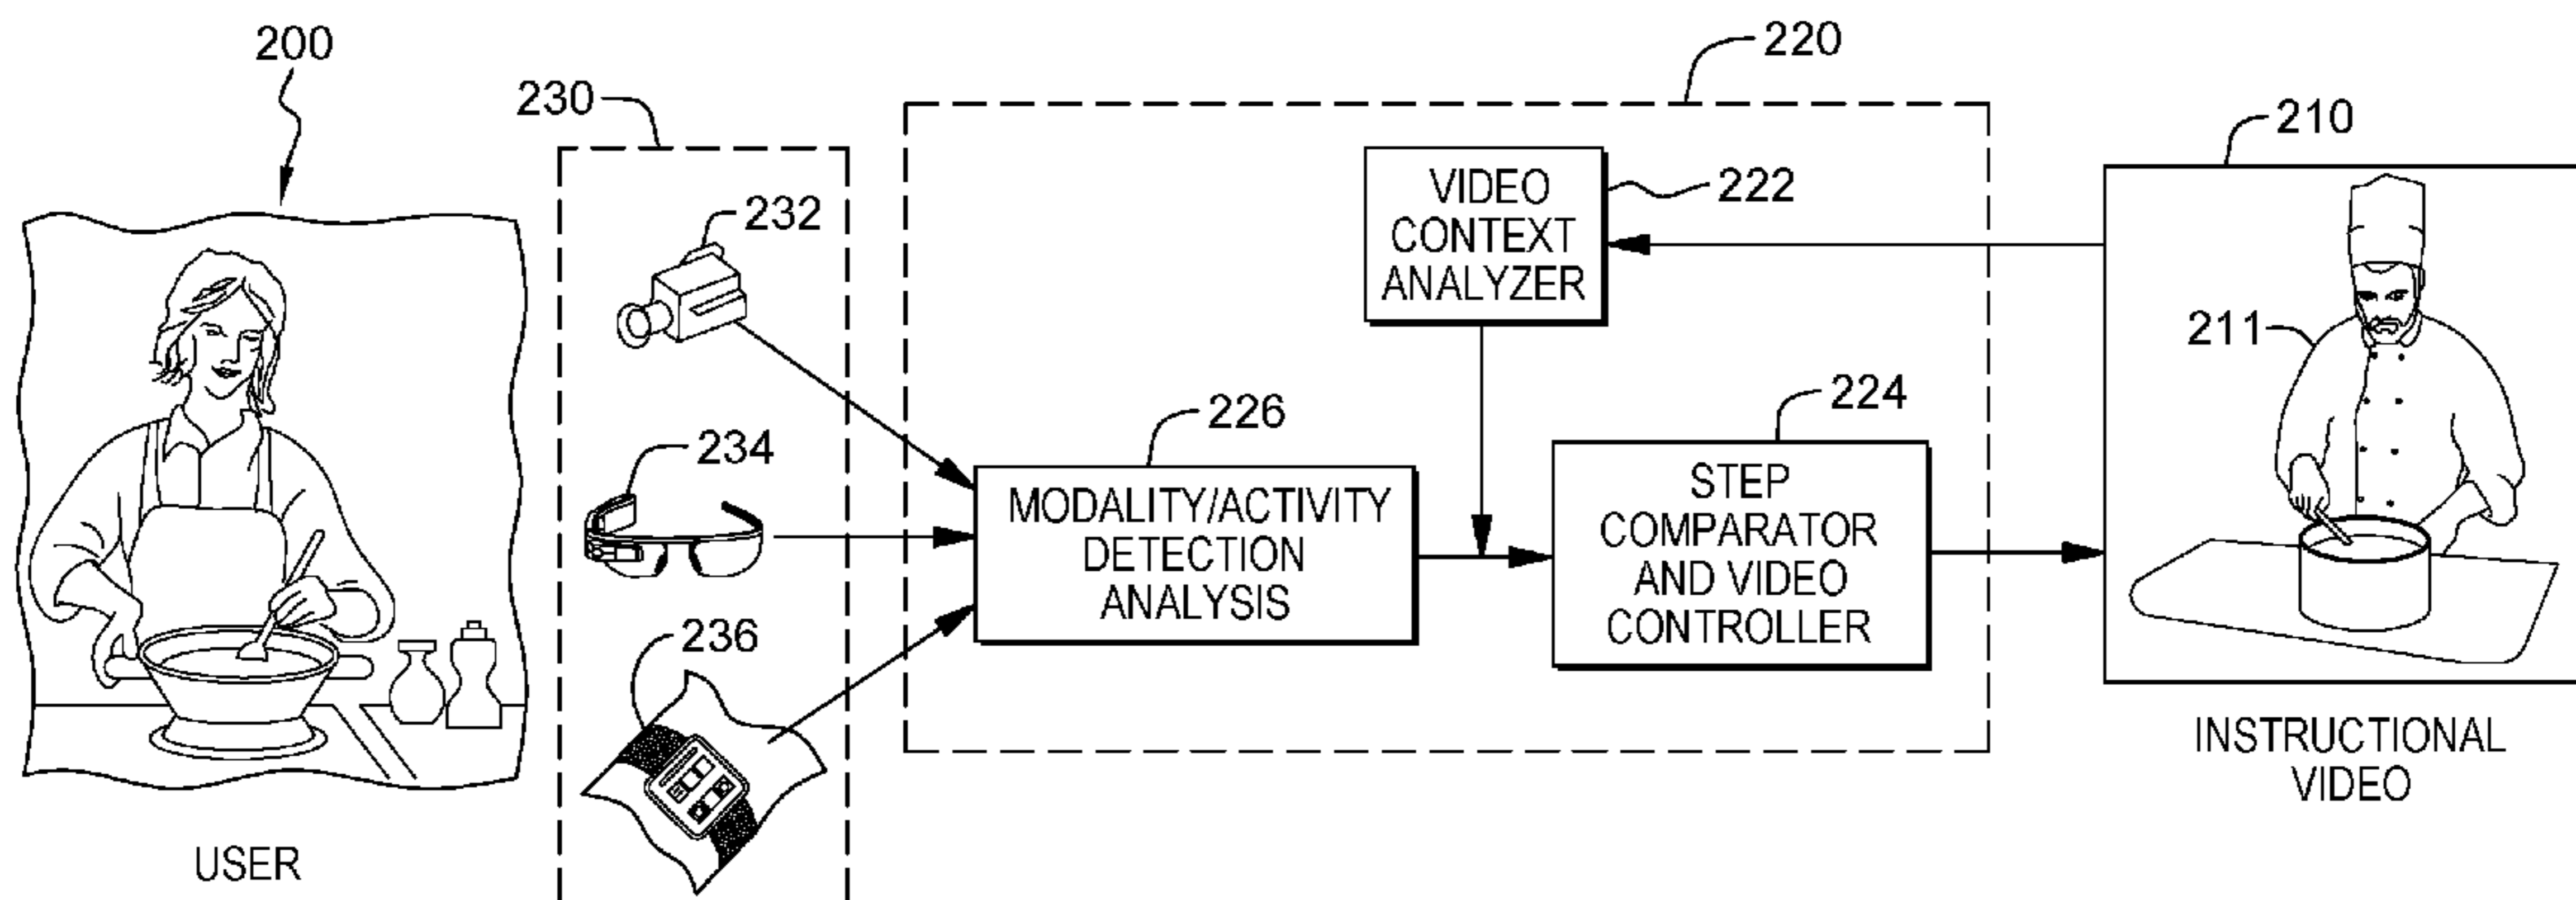 200
230
220
210
232
VIDEO
CONTEXT
ANALYZER
222
211
234
226
224
MODALITY/ACTIVITY
DETECTION
ANALYSIS
STEP
COMPARATOR
AND VIDEO
CONTROLLER
236
INSTRUCTIONAL
VIDEO
USER